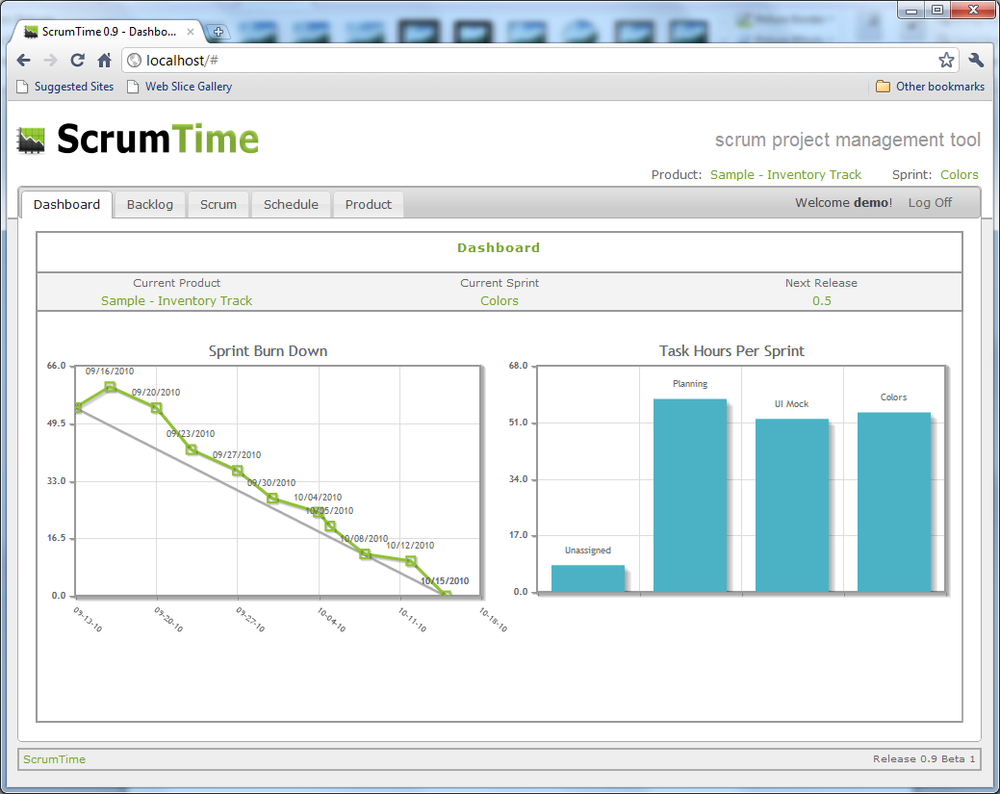 ScrumTime 0.9 - Dashbo...
localhost/#
Suggested Sites Web Slice Gallery Other bookmarks
ScrumTime
scrum project management tool
Product: Sample - Inventory Track Sprint: Colors
Dashboard Backlog Scrum Schedule Product Welcome demo! Log Off
Dashboard
Current Product Current Sprint Next Release
Sample - Inventory Track Colors 0.5
Sprint Burn Down
66.0
49.5
33.0
16.5
0.0
09/16/2010
09/20/2010
09/23/2010
09/27/2010
09/30/2010
10/04/2010
10/05/2010
10/08/2010
10/12/2010
10/15/2010
09-13-10
09-20-10
09-27-10
10-04-10
10-11-10
10-18-10
Task Hours Per Sprint
68.0
51.0
34.0
17.0
0.0
Unassigned
Planning
UI Mock
Colors
ScrumTime Release 0.9 Beta 1